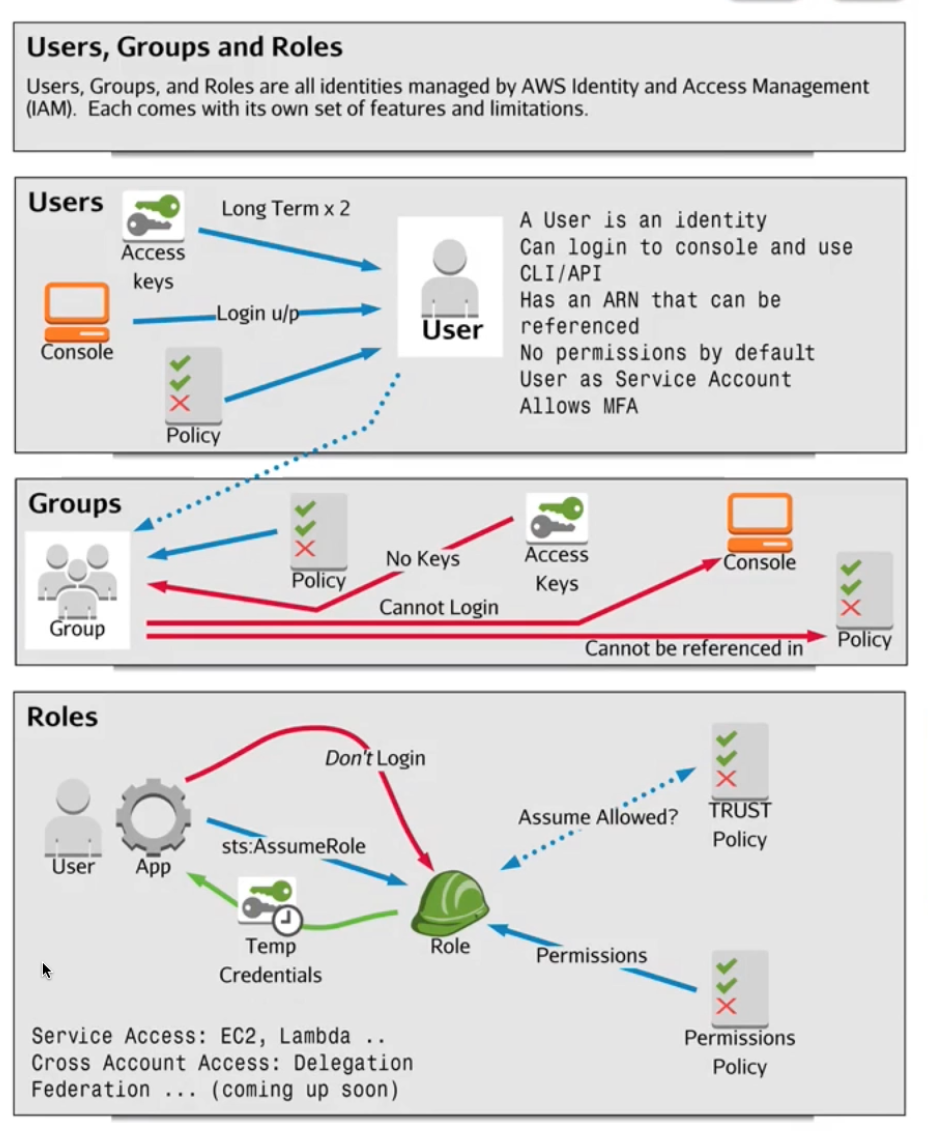 Users, Groups and Roles
Users, Groups, and Roles are all identities managed by AWS Identity and Access Management
(IAM).  Each comes with its own set of features and limitations.
Users
Long Term x 2
Access
keys
Login u/p
Console
Policy
User
A User is an identity
Can login to console and use
CLI/API
Has an ARN that can be
referenced
No permissions by default
User as Service Account
Allows MFA
Groups
Group
Policy
No Keys
Access
Keys
Console
Cannot Login
Cannot be referenced in
Policy
Roles
Don't Login
User
App
sts:AssumeRole
Temp
Credentials
Role
Assume Allowed?
TRUST
Policy
Permissions
Permissions
Policy
Service Access: EC2, Lambda ..
Cross Account Access: Delegation
Federation ... (coming up soon)